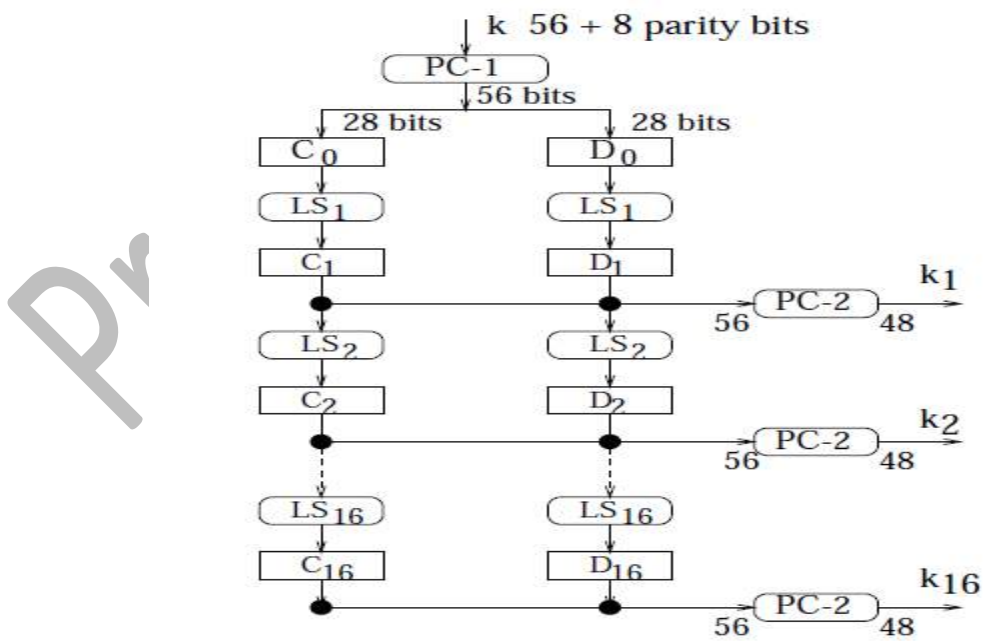 k 56 + 8 parity bits
PC-1
56 bits
28 bits 28 bits
C0 D0
LS1 LS1
C1 D1
k1
56 PC-2 48
LS2 LS2
C2 D2
k2
56 PC-2 48
LS16 LS16
C16 D16
k16
56 PC-2 48